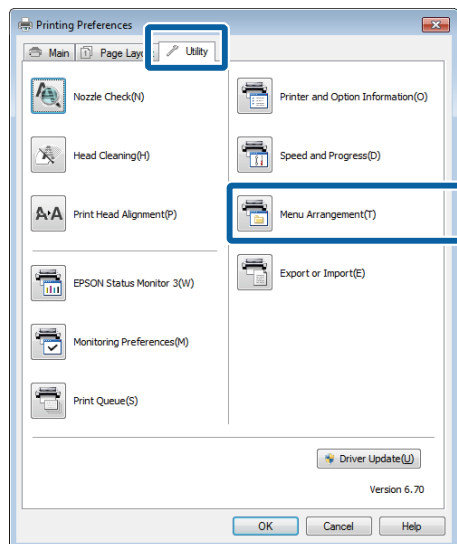 Printing Preferences
Main
Page Layo
Utility
Nozzle Check(N)
Head Cleaning(H)
Print Head Alignment(P)
EPSON Status Monitor 3(W)
Monitoring Preferences(M)
Print Queue(S)
Printer and Option Information(O)
Speed and Progress(D)
Menu Arrangement(T)
Export or Import(E)
Driver Update(U)
Version 6.70
OK
Cancel
Help